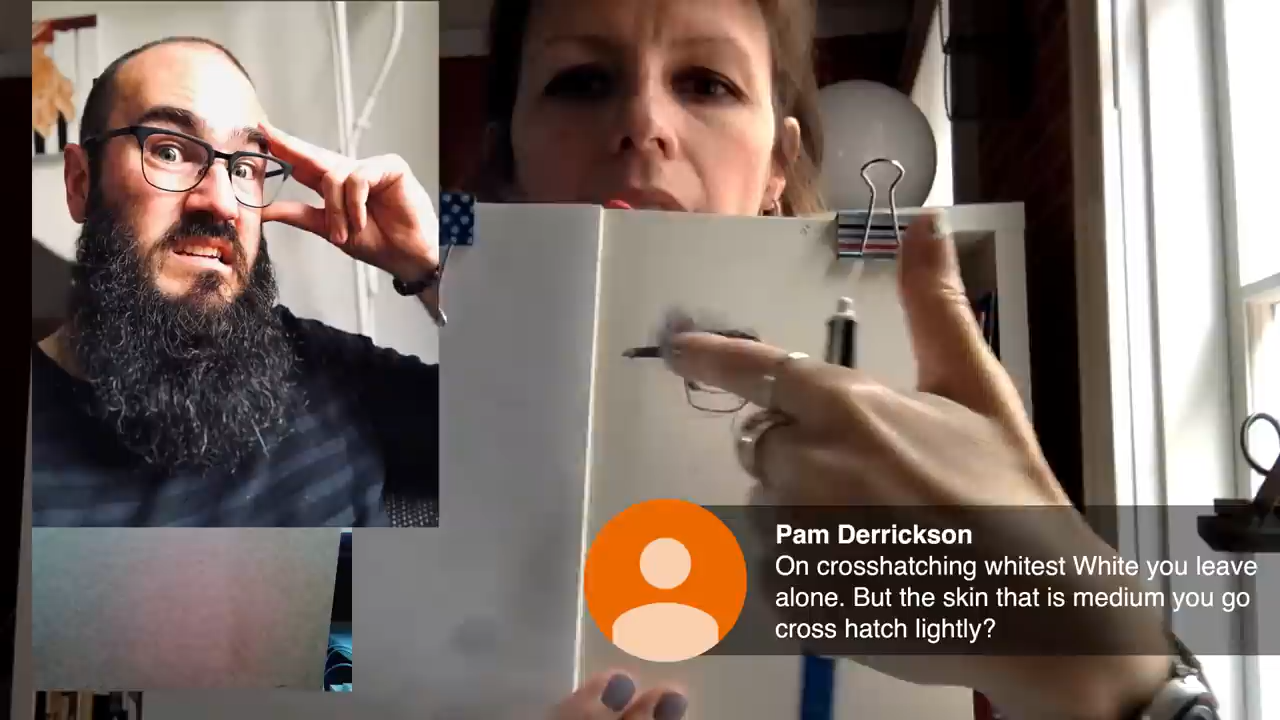 Pam Derrickson
On crosshatching whitest White you leave
alone. But the skin that is medium you go
cross hatch lightly?